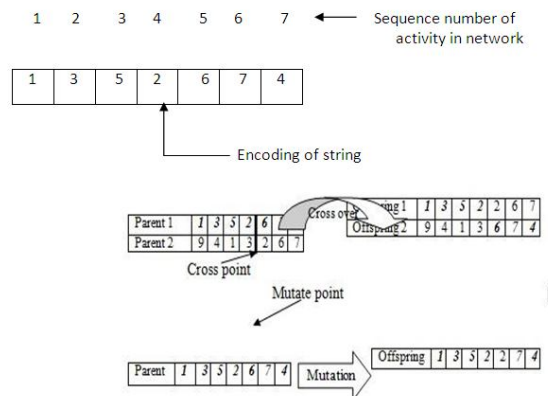 1 2 3 4 5 6 7 Sequence number of
activity in network
1 3 5 2 6 7 4
Encoding of string
Cross over
1 1 3 5 2 2 6 7
Parent 1 1 3 5 2 6
Offspring 2 9 4 1 3 6 7 4
Parent 2 9 4 1 3 2 6 7
Cross point
Mutate point
Offspring 1 3 5 2 2 7 4
Parent 1 3 5 2 6 7 4
Mutation